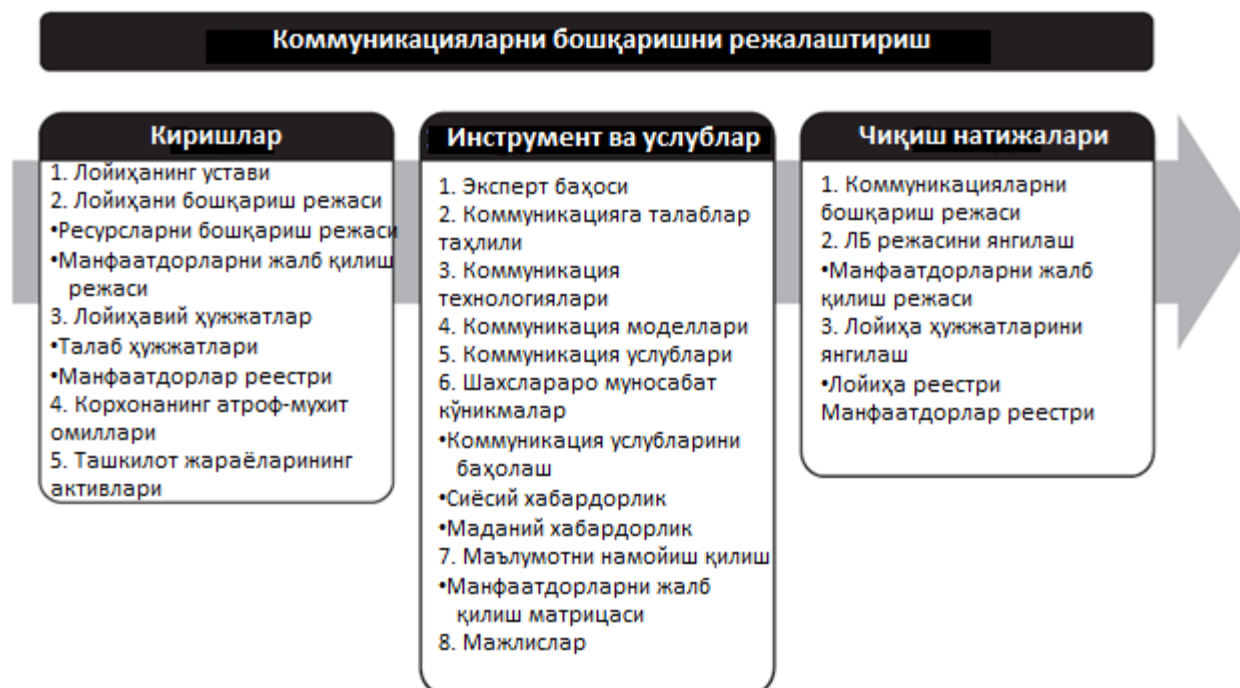 Коммуникацияларни бошқаришни режалаштириш
Киришлар
1. Лойиҳанинг устави
2. Лойиҳани бошқариш режаси
•Ресурсларни бошқариш режаси
•Манфаатдорларни жалб қилиш
режаси
3. Лойиҳавий ҳужжатлар
•Талаб ҳужжатлари
•Манфаатдорлар реестри
4. Корхонанинг атроф-мухит
омиллари
5. Ташкилот жараёларининг
активлари
Инструмент ва услублар
1. Эксперт баҳоси
2. Коммуникацияга талаблар
таҳлили
3. Коммуникация
технологиялари
4. Коммуникация моделлари
5. Коммуникация услублари
6. Шахслараро муносабат
кўникмалар
•Коммуникация услубларини
баҳолаш
•Сиёсий хабардорлик
•Маданий хабардорлик
7. Маълумотни намойиш қилиш
•Манфаатдорларни жалб
қилиш матрицаси
8. Мажлислар
Чиқиш натижалари
1. Коммуникацияларни
бошқариш режаси
2. ЛБ режасини янгилаш
•Манфаатдорларни жалб
қилиш режаси
3. Лойиҳа ҳужжатларини
янгилаш
•Лойиҳа реестри
Манфаатдорлар реестри